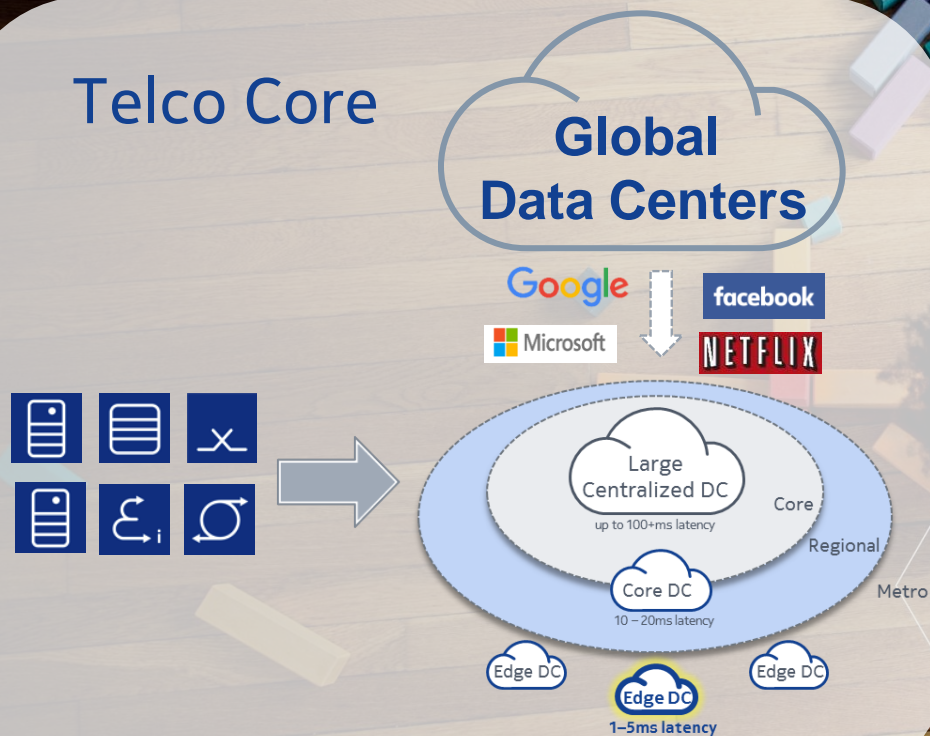 Telco Core
Global
Data Centers
Google
facebook
Microsoft
NETFLIX
Large
Centralized DC
up to 100+ms latency
Core
Regional
Core DC
10 – 20ms latency
Metro
Edge DC
Edge DC
Edge DC
1–5ms latency
i